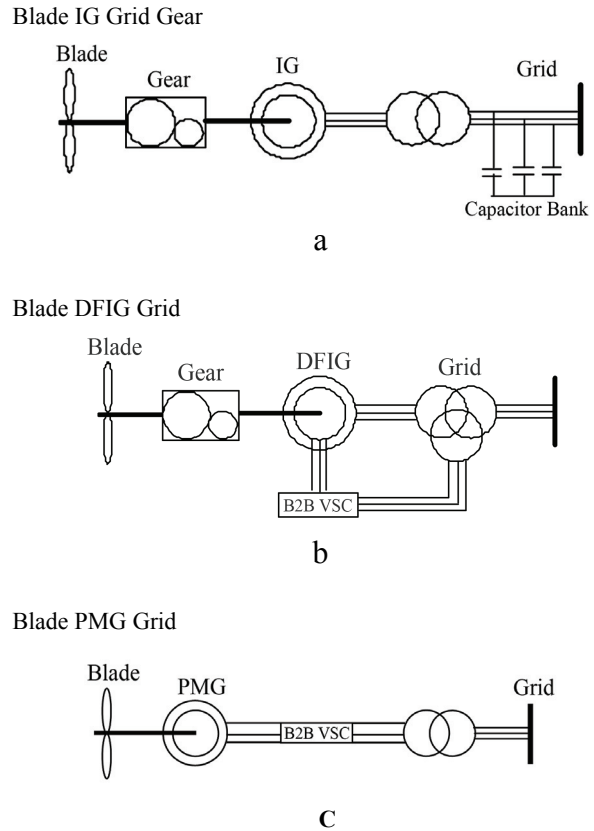 Blade IG Grid Gear
Blade
Gear
IG
Grid
Capacitor Bank
a
Blade DFIG Grid
Blade
Gear
DFIG
Grid
B2B VSC
b
Blade PMG Grid
Blade
PMG
B2B VSC
Grid
C